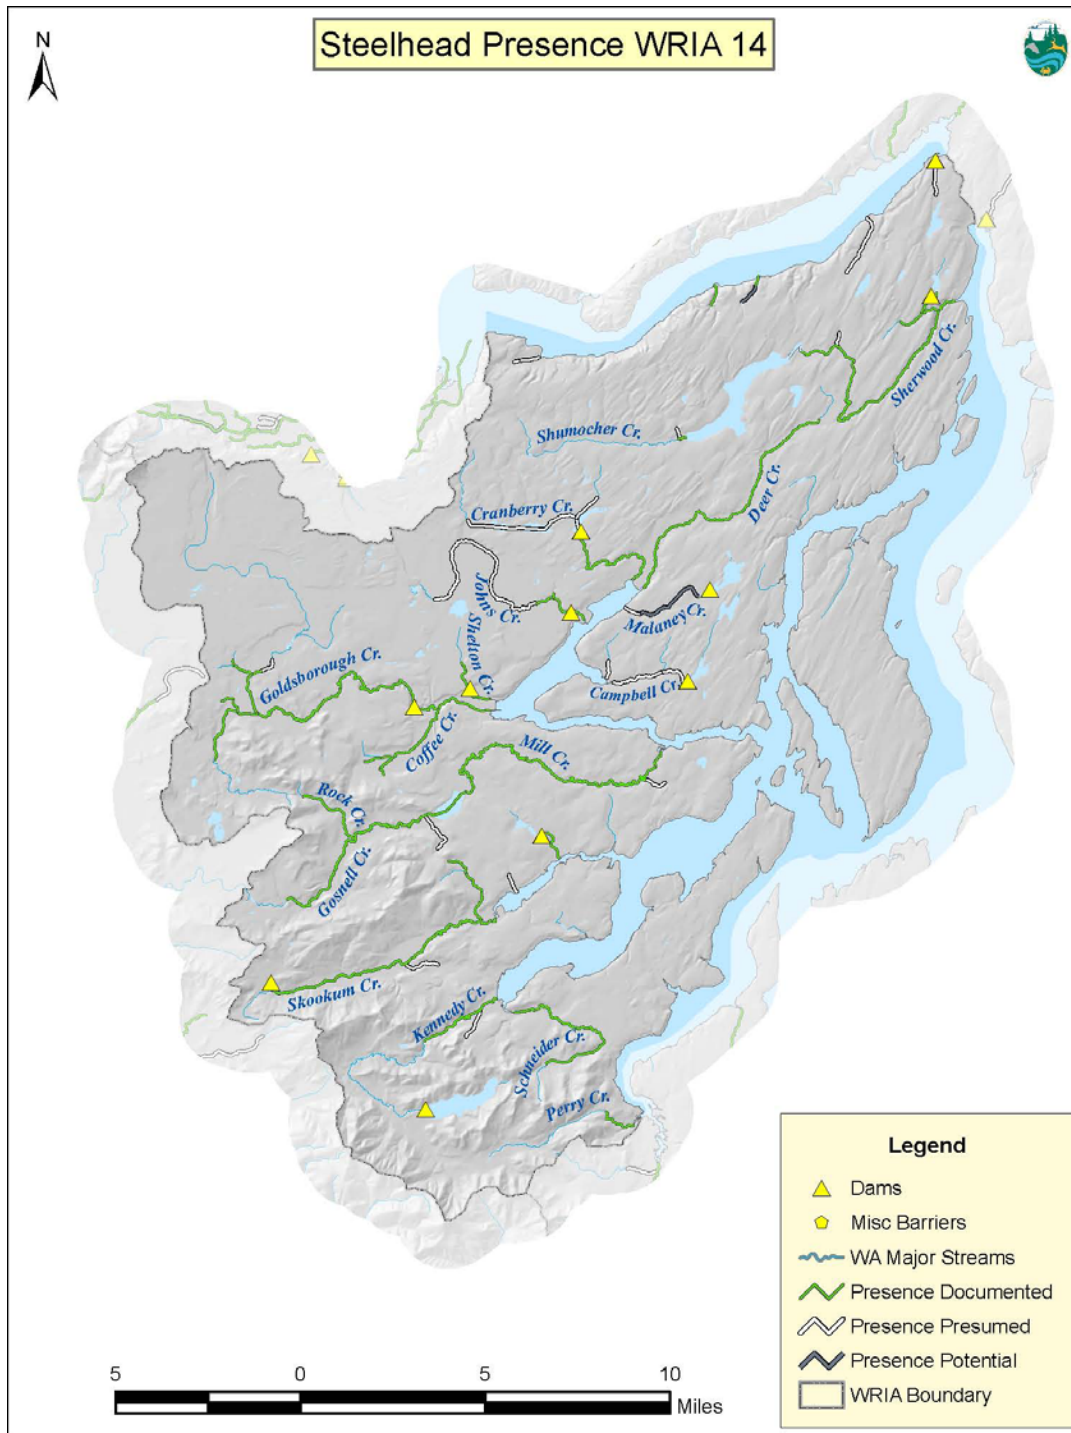 Steelhead Presence WRIA 14
N
Sherwood Cr.
Shumocher Cr.
Deer Cr.
Cranberry Cr.
Johns Cr.
Malaney Cr.
Shelton Cr.
Goldsborough Cr.
Campbell Cr.
Coffee Cr.
Mill Cr.
Rock Cr.
Gosnell Cr.
Skookum Cr.
Kennedy Cr.
Schneider Cr.
Perry Cr.
Legend
Dams
Misc Barriers
WA Major Streams
Presence Documented
Presence Presumed
Presence Potential
WRIA Boundary
5 0 5 10
Miles